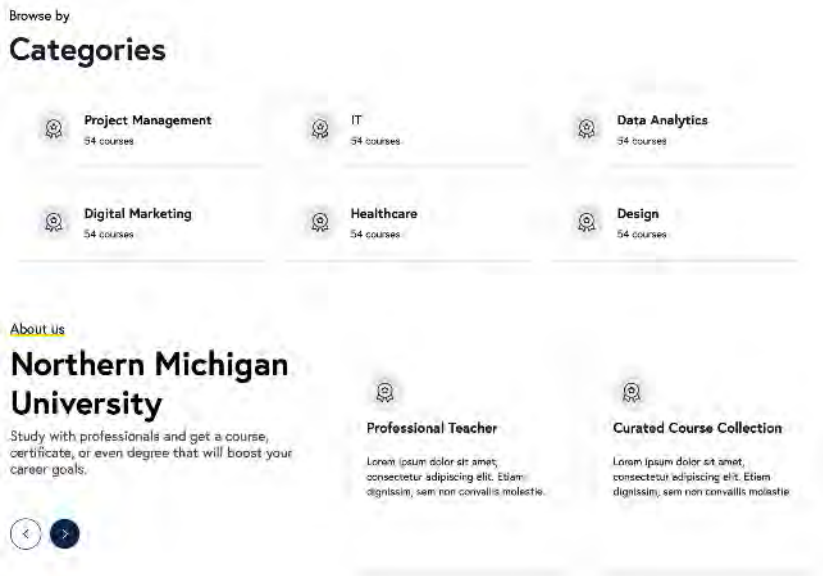 Browse by
Categories
Project Management
54 courses
IT
54 courses
Data Analytics
54 courses
Digital Marketing
54 courses
Healthcare
54 courses
Design
54 courses
About us
Northern Michigan
University
Study with professionals and get a course,
certificate, or even degree that will boost your
career goals.
Professional Teacher
Lorem ipsum dolor sit amet,
consectetur adipiscing elit. Etiam
dignissim, sem non convallis molestie.
Curated Course Collection
Lorem ipsum dolor sit amet,
consectetur adipiscing elit. Etiam
dignissim, sem non convallis molestie